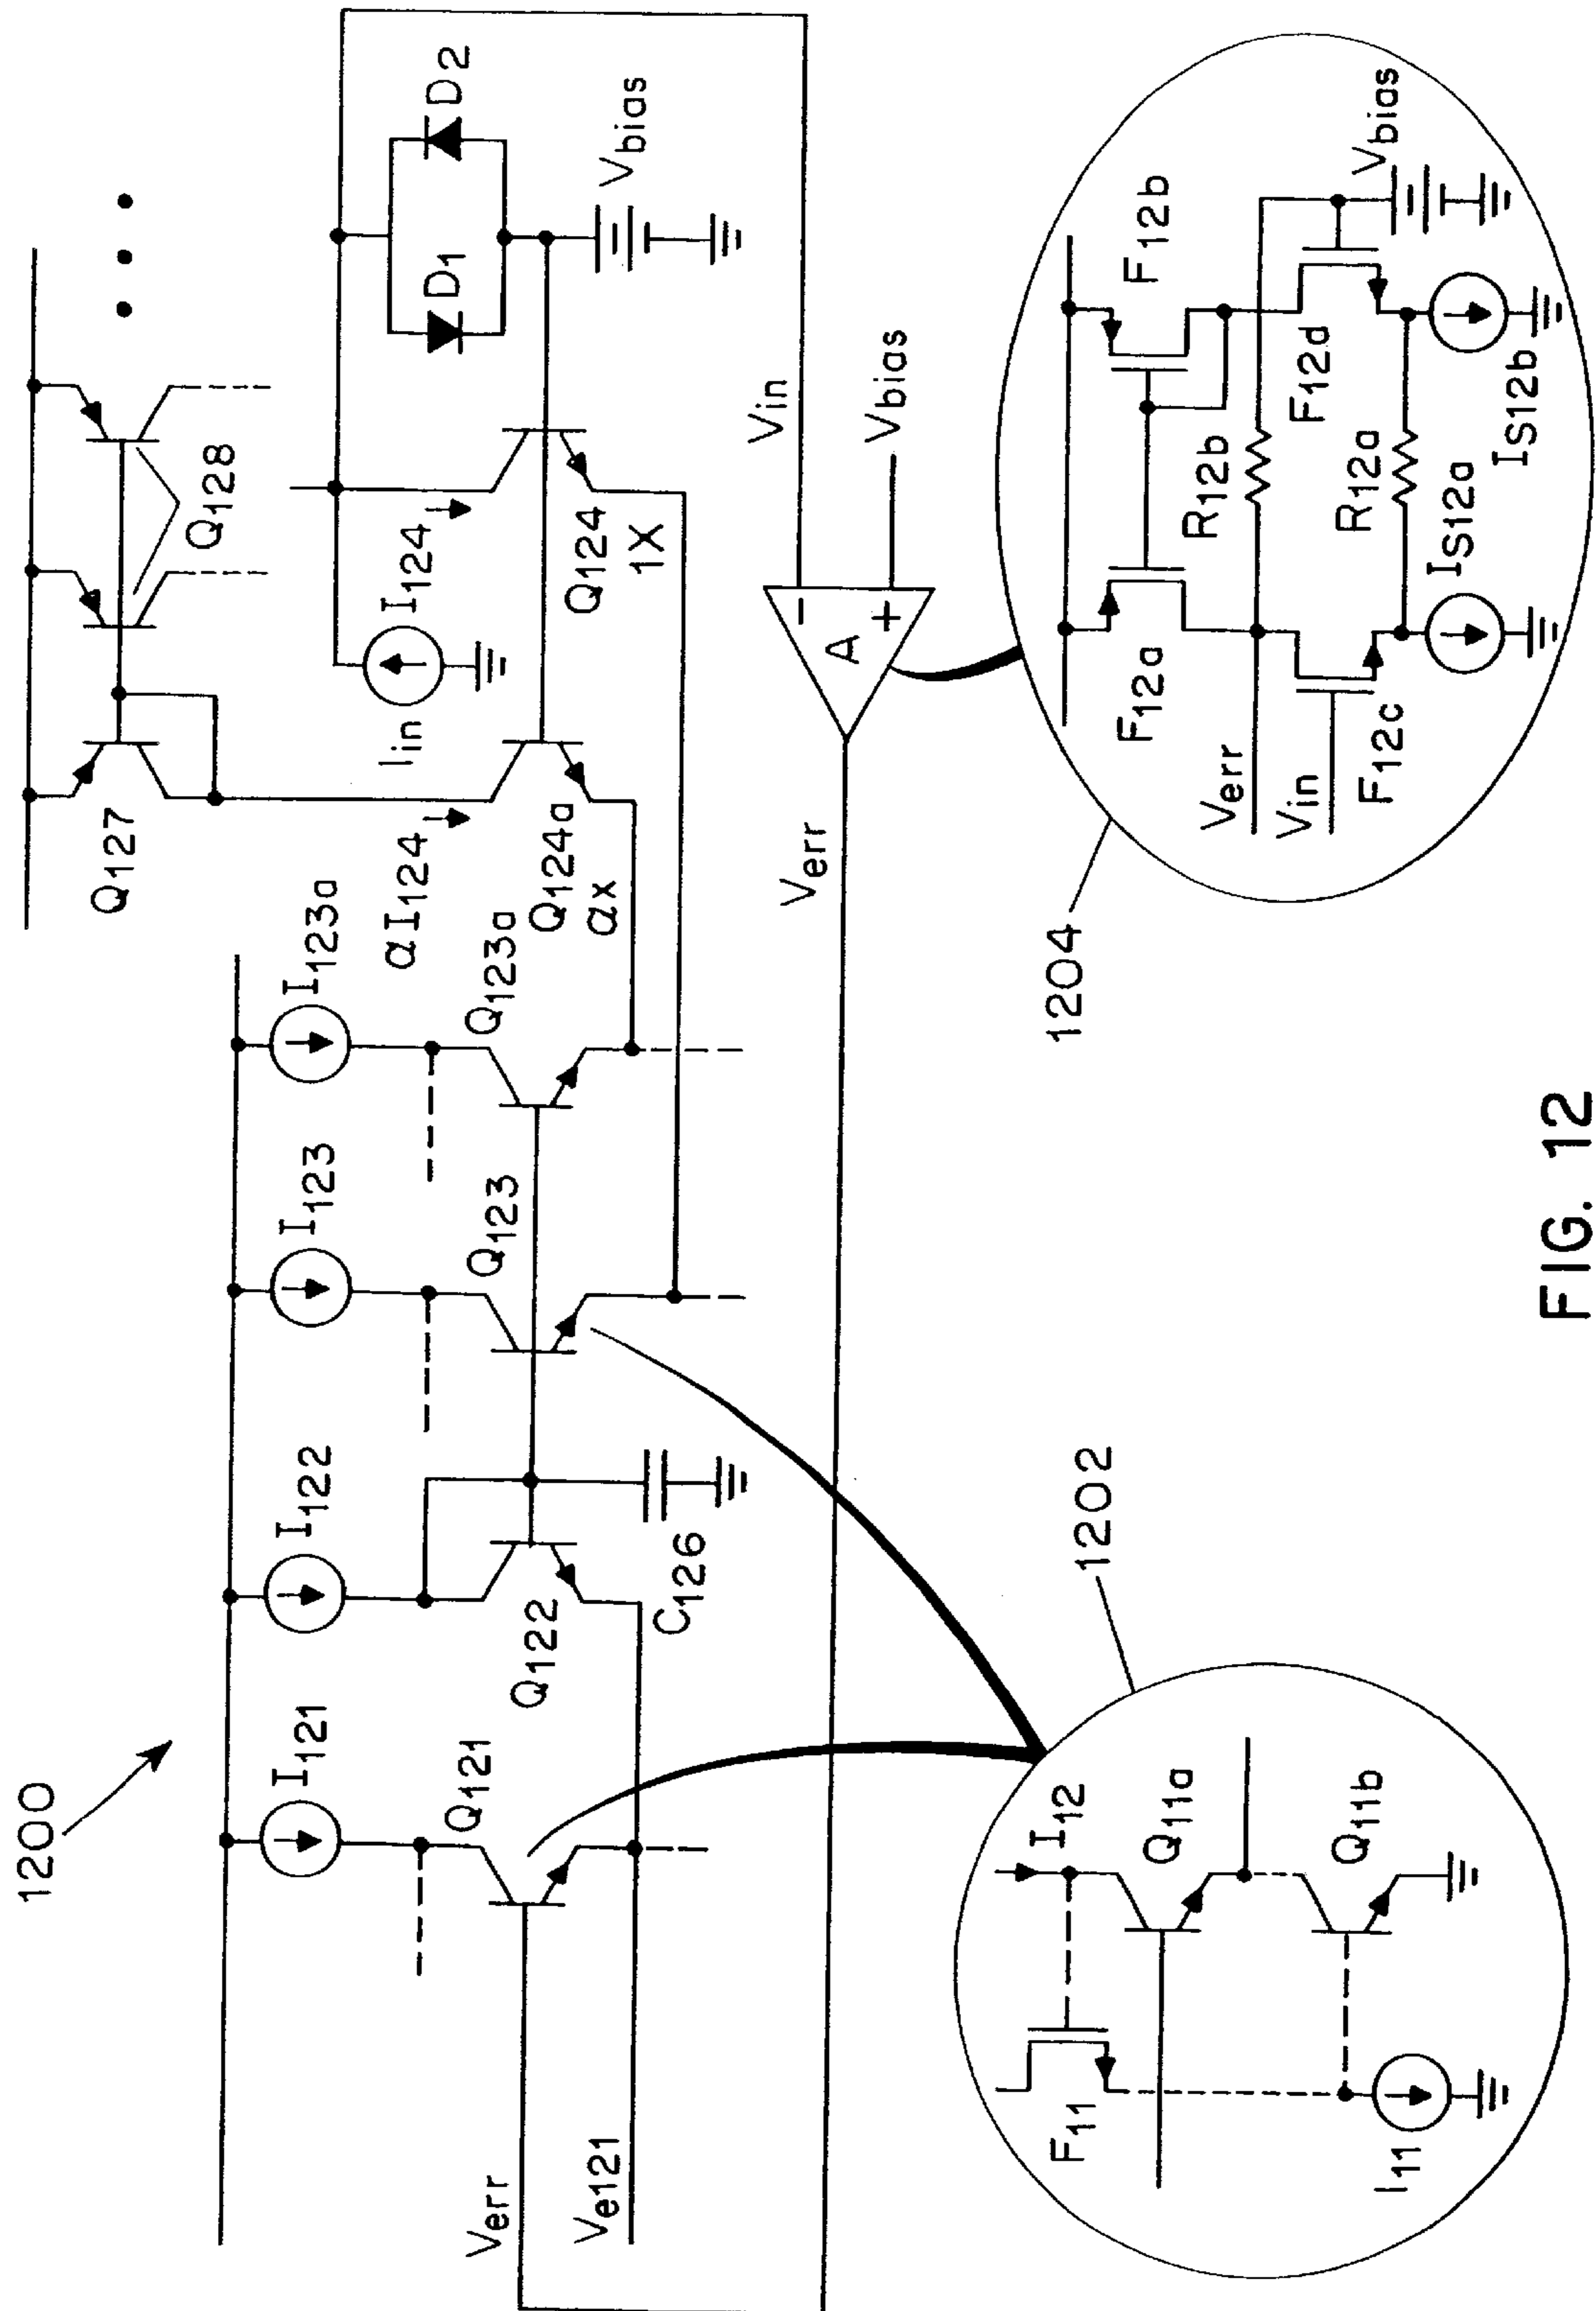 1200
I121
I122
I123
I123a
Q127
Q128
Q121
Q122
Q123
Q123a
αI124
Iin
I124
D1
D2
Vbias
Q124a
αx
Q124
1X
C126
Verr
Ve121
Verr
A
-
+
Vin
Vbias
1202
F11
I12
Q11a
Q11b
I11
1204
F12a
F12b
Verr
Vin
R12b
F12c
F12d
Vbias
R12a
IS12a
IS12b
FIG. 12